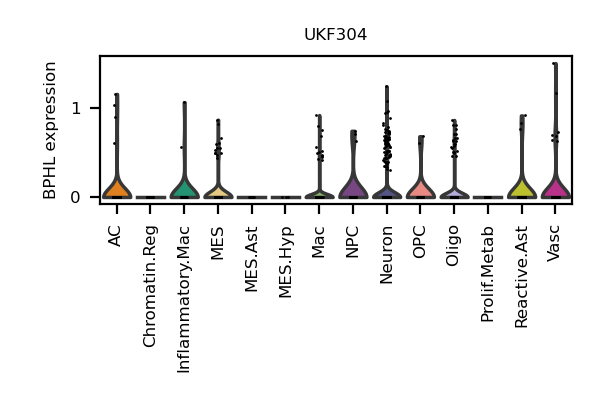 UKF304
BPHL expression
1
0
AC
Chromatin.Reg
Inflammatory.Mac
MES
MES.Ast
MES.Hyp
Mac
NPC
Neuron
OPC
Oligo
Prolif.Metab
Reactive.Ast
Vasc